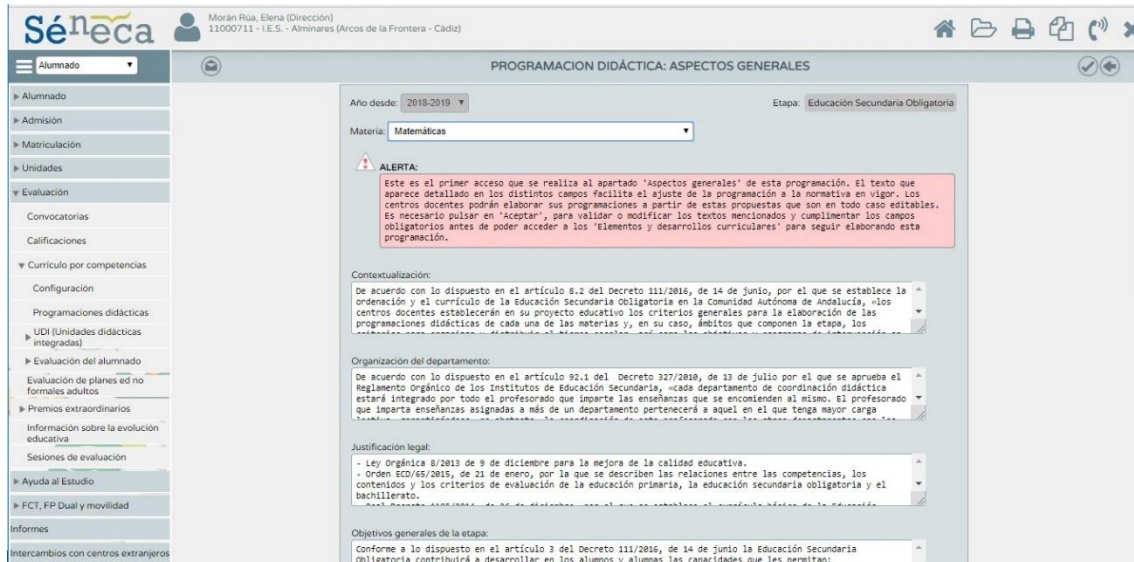 Séneca
Morán Rúa, Elena (Dirección)
11000711 - I.E.S. - Alminares (Arcos de la Frontera - Cádiz)
Alumnado
PROGRAMACION DIDÁCTICA: ASPECTOS GENERALES
Alumnado
Admisión
Matriculación
Unidades
Evaluación
Convocatorias
Calificaciones
Currículo por competencias
Configuración
Programaciones didácticas
UDI (Unidades didácticas
integradas)
Evaluación del alumnado
Evaluación de planes ed no
formales adultos
Premios extraordinarios
Información sobre la evolución
educativa
Sesiones de evaluación
Ayuda al Estudio
FCT, FP Dual y movilidad
Informes
Intercambios con centros extranjeros
Año desde: 2018-2019
Etapa: Educación Secundaria Obligatoria
Materia: Matemáticas
ALERTA:
Este es el primer acceso que se realiza al apartado 'Aspectos generales' de esta programación. El texto que
aparece detallado en los distintos campos facilita el ajuste de la programación a la normativa en vigor. Los
centros docentes podrán elaborar sus programaciones a partir de estas propuestas que son en todo caso editables.
Es necesario pulsar en 'Aceptar', para validar o modificar los textos mencionados y cumplimentar los campos
obligatorios antes de poder acceder a los 'Elementos y desarrollos curriculares' para seguir elaborando esta
programación.
Contextualización:
De acuerdo con lo dispuesto en el artículo 8.2 del Decreto 111/2016, de 14 de junio, por el que se establece la
ordenación y el currículo de la Educación Secundaria Obligatoria en la Comunidad Autónoma de Andalucía, «los
centros docentes establecerán en su proyecto educativo los criterios generales para la elaboración de las
programaciones didácticas de cada una de las materias y, en su caso, ámbitos que componen la etapa, los
Organización del departamento:
De acuerdo con lo dispuesto en el artículo 92.1 del Decreto 327/2010, de 13 de julio por el que se aprueba el
Reglamento Orgánico de los Institutos de Educación Secundaria, «cada departamento de coordinación didáctica
estará integrado por todo el profesorado que imparte las enseñanzas que se encomienden al mismo. El profesorado
que imparta enseñanzas asignadas a más de un departamento pertenecerá a aquel en el que tenga mayor carga
Justificación legal:
- Ley Orgánica 8/2013 de 9 de diciembre para la mejora de la calidad educativa.
- Orden ECD/65/2015, de 21 de enero, por la que se describen las relaciones entre las competencias, los
contenidos y los criterios de evaluación de la educación primaria, la educación secundaria obligatoria y el
bachillerato.
Objetivos generales de la etapa:
Conforme a lo dispuesto en el artículo 3 del Decreto 111/2016, de 14 de junio la Educación Secundaria
Obligatoria contribuirá a desarrollar en los alumnos y alumnas las capacidades que les permitan: